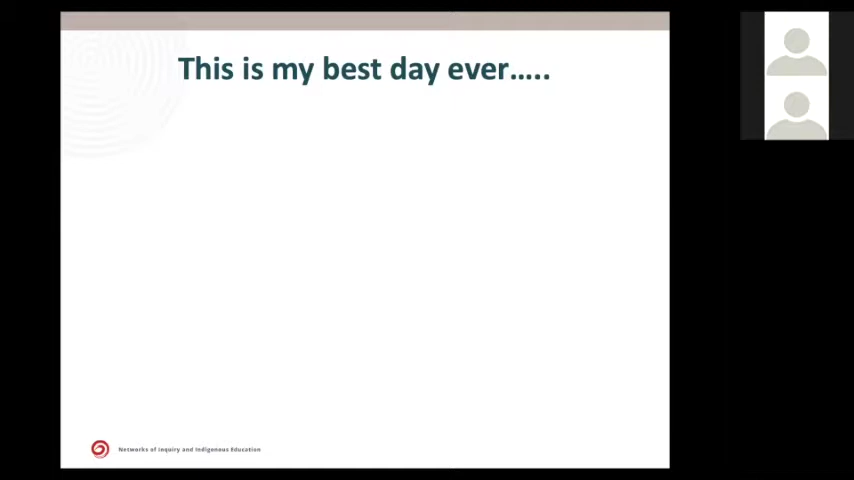 This is my best day ever…..
Networks of Inquiry and Indigenous Education